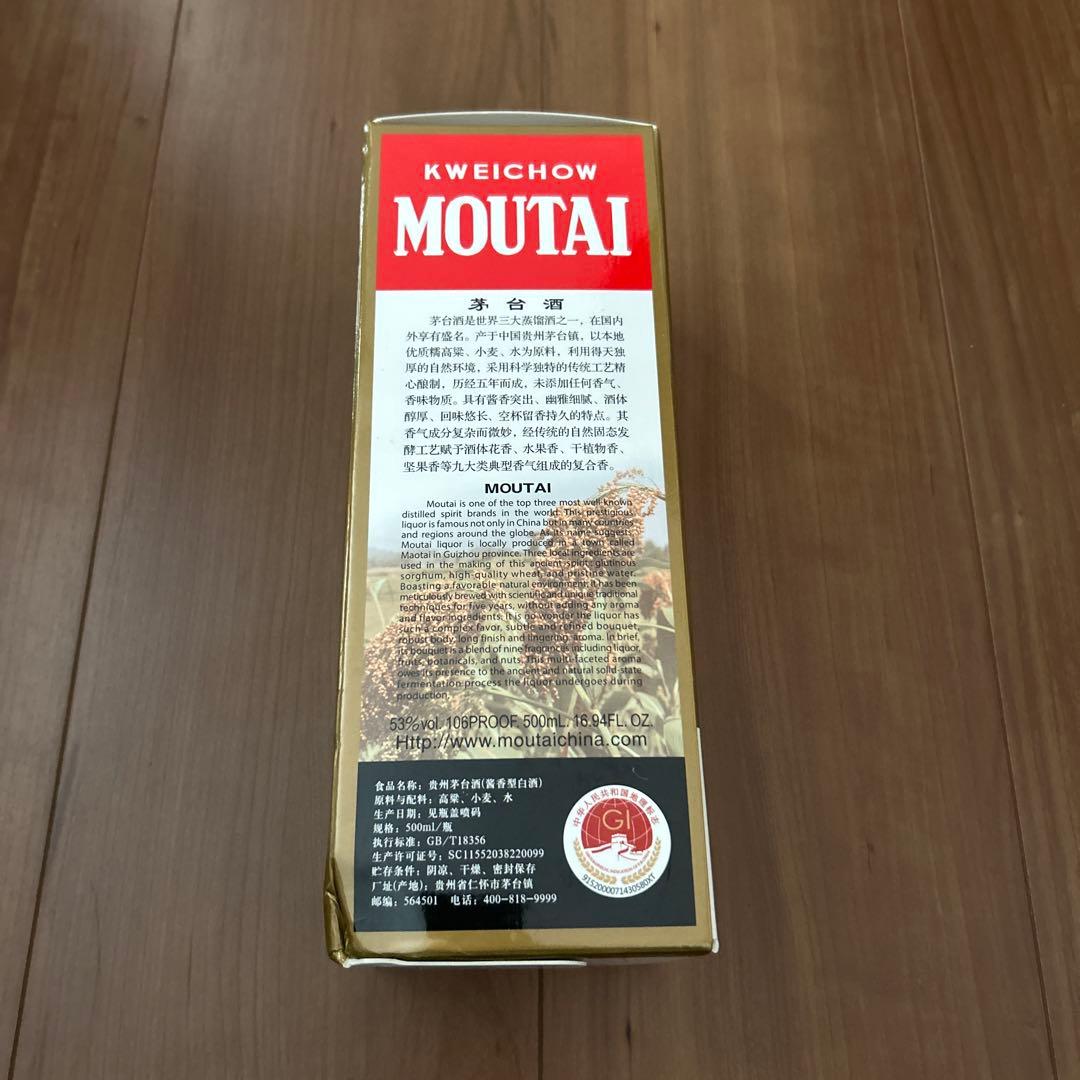 KWEICHOW
MOUTAI
茅台酒
茅台酒是世界三大蒸馏酒之一，在国内
外享有盛名。产于中国贵州茅台镇，以本地
优质糯高粱、小麦、水为原料，利用得天独
厚的自然环境，采用科学独特的传统工艺精
心酿制，历经五年而成，未添加任何香气、
香味物质。具有酱香突出、幽雅细腻、酒体
醇厚、回味悠长、空杯留香持久的特点。其
香气成分复杂而微妙，经传统的自然固态发
酵工艺赋予酒体花香、水果香、干植物香、
坚果香等九大类典型香气组成的复合香。
MOUTAI
Moutai is one of the top three most well-known
distilled spirit brands in the world. This prestigious
liquor is famous not only in China but in many countries
and regions around the globe. As its name suggests,
Moutai liquor is locally produced in a town called
Maotai in Guizhou province. Three local ingredients are
used in the making of this ancient spirit: glutinous
sorghum, high-quality wheat, and pristine water.
Boasting a favorable natural environment, it has been
meticulously brewed with scientific and unique traditional
techniques for five years, without adding any aroma
and flavor ingredients. It is no wonder the liquor has
such a complex favor, subtle and refined bouquet,
robust body, long finish and lingering aroma. In brief,
its bouquet is a blend of nine fragrances including liquor,
fruits, botanicals, and nuts. This multi-faceted aroma
owes its presence to the ancient and natural solid-state
fermentation process the liquor undergoes during
production.
53%vol. 106PROOF. 500mL. 16.94FL. OZ.
Http://www.moutaichina.com
食品名称：贵州茅台酒(酱香型白酒)
原料与配料：高粱、小麦、水
生产日期：见瓶盖喷码
规格：500ml/瓶
执行标准：GB/T18356
生产许可证号：SC11552038220099
贮存条件：阴凉、干燥、密封保存
厂址(产地)：贵州省仁怀市茅台镇
邮编：564501 电话：400-818-9999
中华人民共和国地理标志
GI
9152000071430580XT